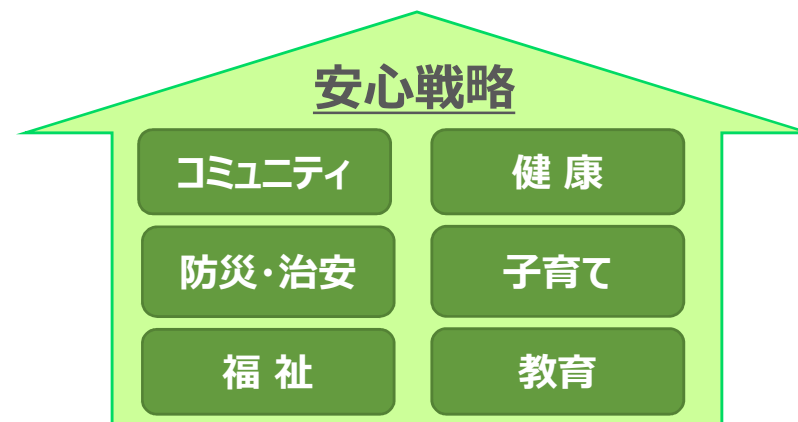 安心戦略
コミュニティ
健 康
防災・治安
子育て
福 祉
教育